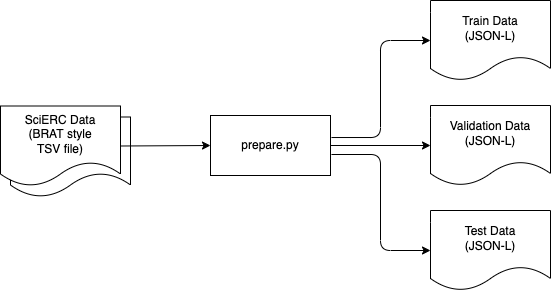 SciERC Data
(BRAT style
TSV file)
prepare.py
Train Data
(JSON-L)
Validation Data
(JSON-L)
Test Data
(JSON-L)